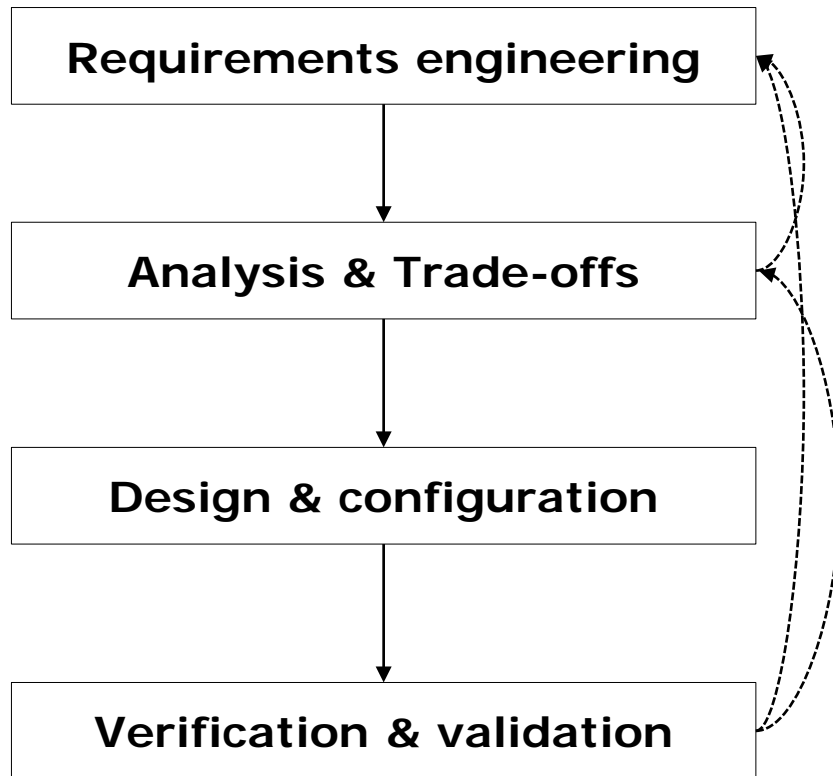 Requirements engineering
Analysis & Trade-offs
Design & configuration
Verification & validation